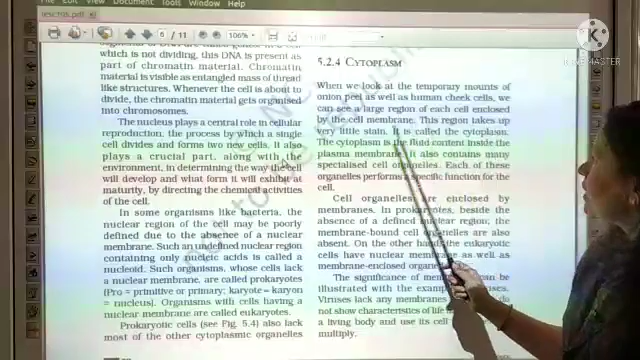 File Edit View Document Tools Window Help
iesc105.pdf
6 / 11
106%
which is not dividing, this DNA is present as
part of chromatin material. Chromatin
material is visible as entangled mass of thread
like structures. Whenever the cell is about to
divide, the chromatin material gets organised
into chromosomes.
The nucleus plays a central role in cellular
reproduction, the process by which a single
cell divides and forms two new cells. It
also plays a crucial part, along with the
environment, in determining the way the cell
will develop and what form it will exhibit at
maturity, by directing the chemical activities
of the cell.
In some organisms like bacteria, the
nuclear region of the cell may be poorly
defined due to the absence of a nuclear
membrane. Such an undefined nuclear region
containing only nucleic acids is called a
nucleoid. Such organisms, whose cells lack
a nuclear membrane, are called prokaryotes
(Pro = primitive or primary; karyote ≈ karyon
= nucleus). Organisms with cells having a
nuclear membrane are called eukaryotes.
Prokaryotic cells (see Fig. 5.4) also lack
most of the other cytoplasmic organelles
5.2.4 CYTOPLASM
When we look at the temporary mounts of
onion peel as well as human cheek cells, we
can see a large region of each cell enclosed
by the cell membrane. This region takes up
very little stain. It is called the cytoplasm.
The cytoplasm is the fluid content inside the
plasma membrane. It also contains many
specialised cell organelles. Each of these
organelles performs a specific function for the
cell.
Cell organelles are enclosed by
membranes. In prokaryotes, beside the
absence of a defined nuclear region, the
membrane-bound cell organelles are also
absent. On the other hand, the eukaryotic
cells have nuclear membrane as well as
membrane-enclosed
The significance of can be
illustrated with the example
Viruses lack any membranes do
not show characteristics of life
a living body and use its cell
multiply.
KINEMASTER